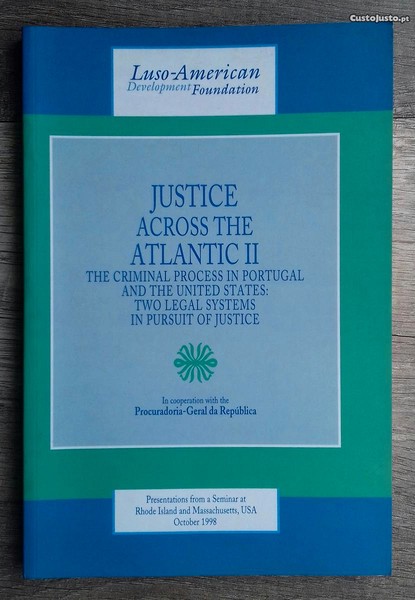 CustoJusto.pt
Luso-American
Development Foundation
JUSTICE
ACROSS THE
ATLANTIC II
THE CRIMINAL PROCESS IN PORTUGAL
AND THE UNITED STATES:
TWO LEGAL SYSTEMS
IN PURSUIT OF JUSTICE
In cooperation with the
Procuradoria-Geral da República
Presentations from a Seminar at
Rhode Island and Massachusetts, USA
October 1998